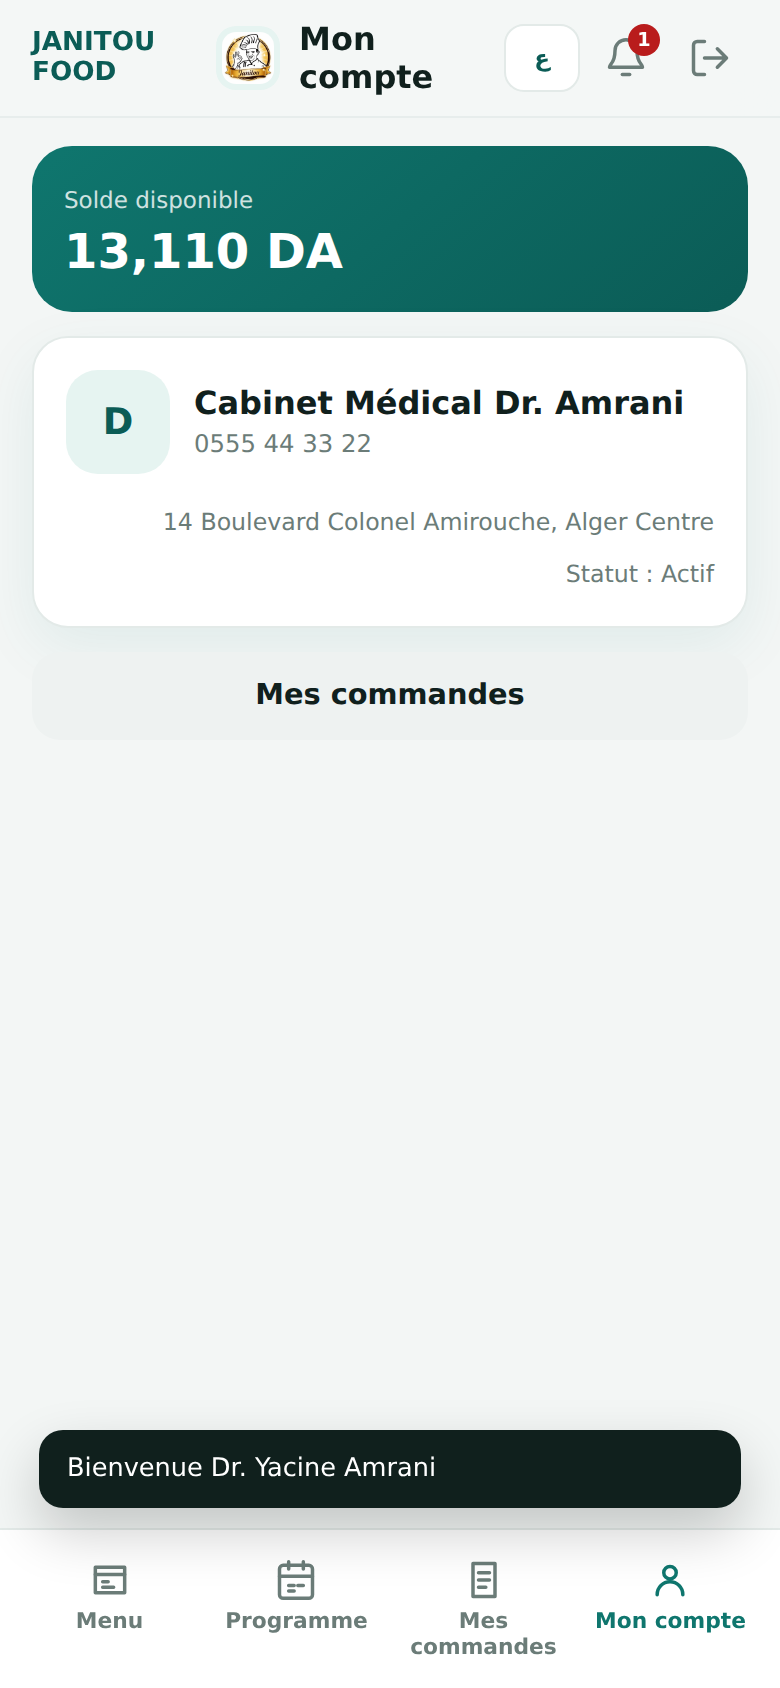 JANITOU
FOOD
Janitou
Mon
compte
ع
1
Solde disponible
13,110 DA
D
Cabinet Médical Dr. Amrani
0555 44 33 22
14 Boulevard Colonel Amirouche, Alger Centre
Statut : Actif
Mes commandes
Bienvenue Dr. Yacine Amrani
Menu
Programme
Mes
commandes
Mon compte